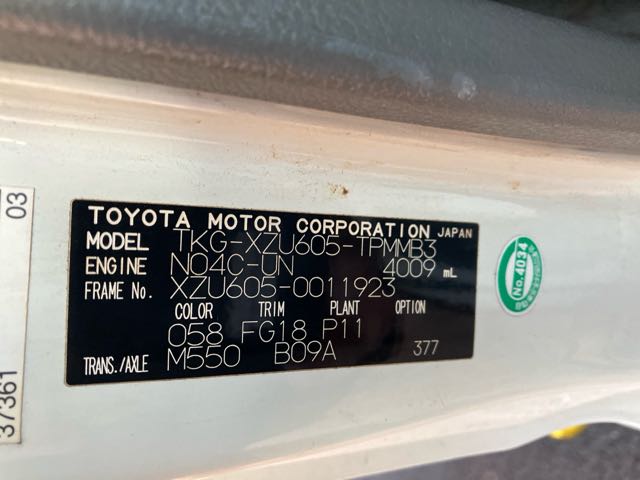 TOYOTA MOTOR CORPORATION JAPAN
MODEL TKG-XZU605-TPMMB3
ENGINE N04C-UN 4009 mL
FRAME No. XZU605-0011923
COLOR TRIM PLANT OPTION
058 FG18 P11
TRANS./AXLE M550 B09A 377
03
37361
No.4034